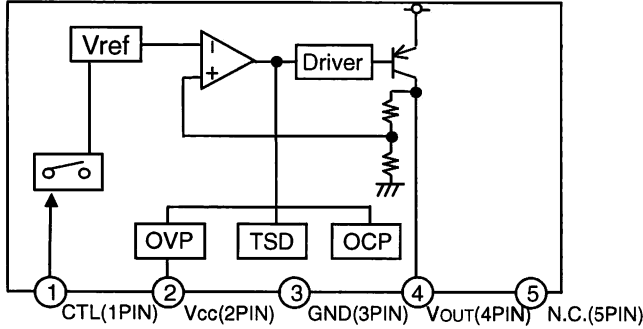 Vref
−
+
Driver
OVP
TSD
OCP
1
2
3
4
5
CTL(1PIN)
Vcc(2PIN)
GND(3PIN)
VOUT(4PIN)
N.C.(5PIN)